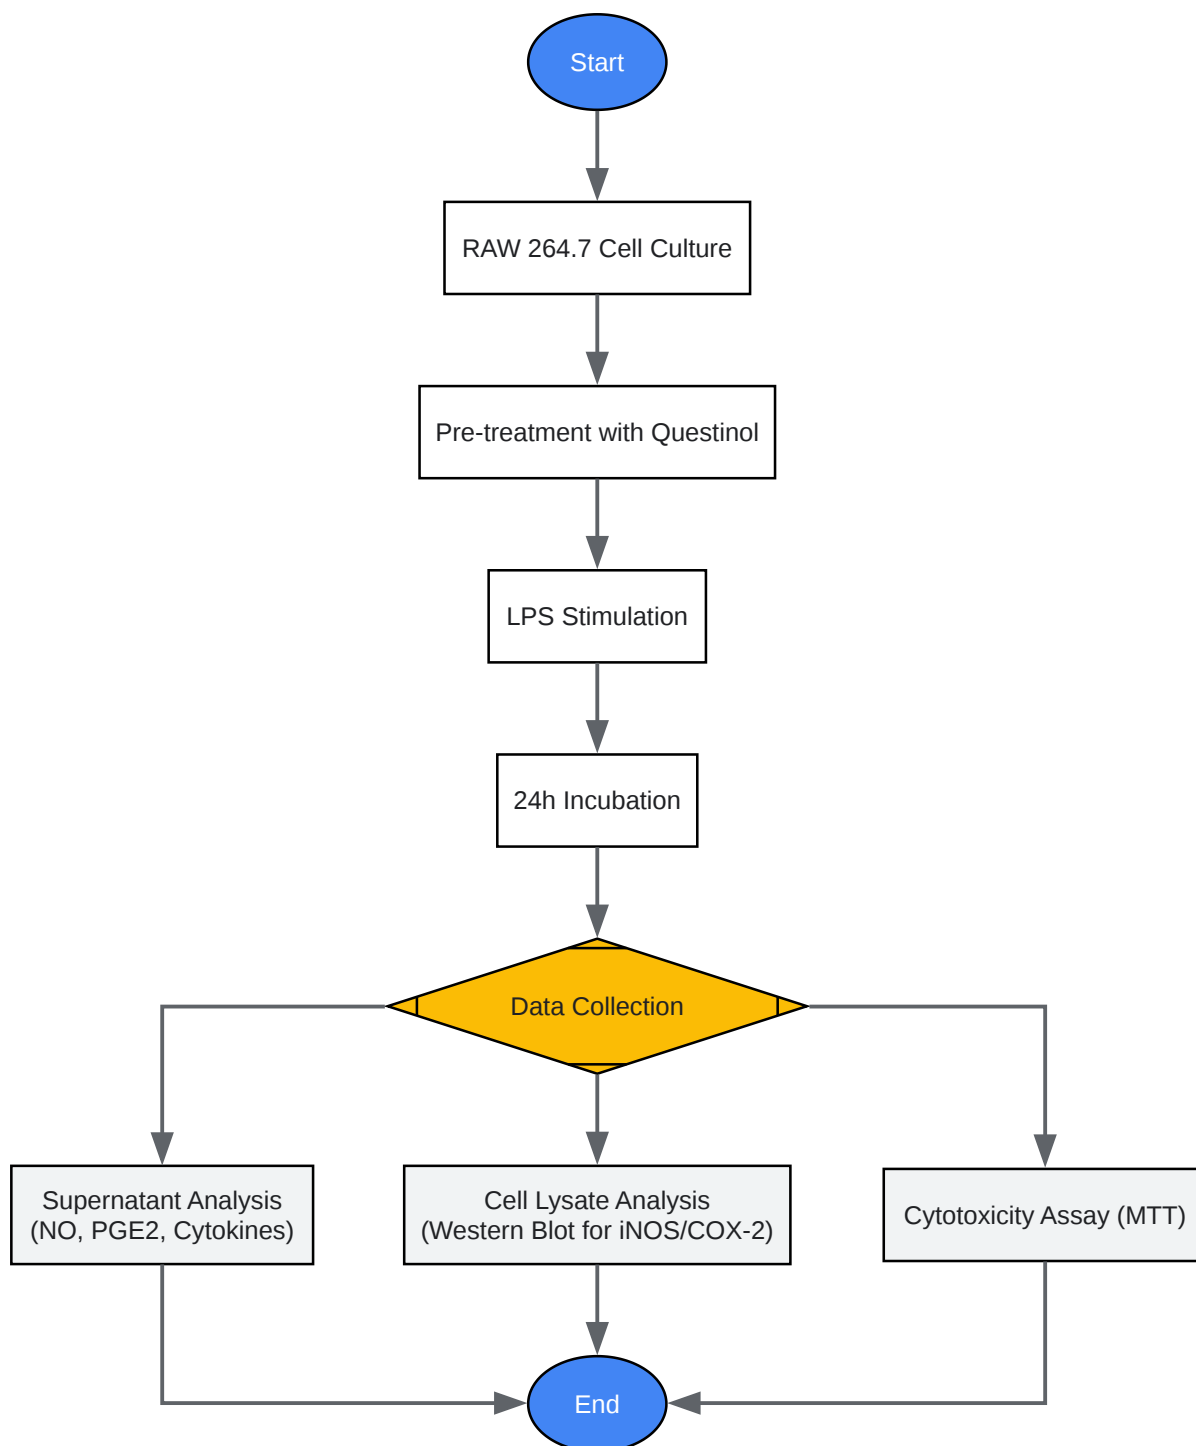 Start
RAW 264.7 Cell Culture
Pre-treatment with Questinol
LPS Stimulation
24h Incubation
Data Collection
Supernatant Analysis
(NO, PGE2, Cytokines)
Cell Lysate Analysis
(Western Blot for iNOS/COX-2)
Cytotoxicity Assay (MTT)
End